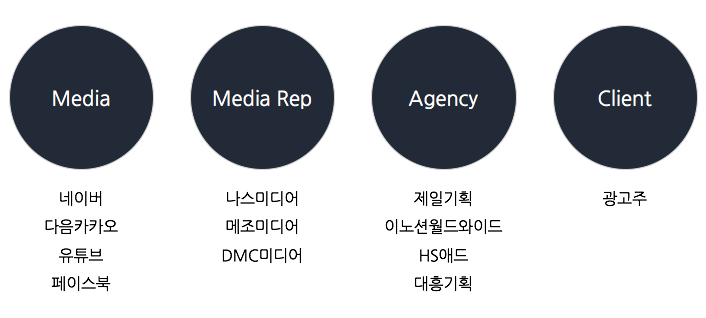 Media
Media Rep
Agency
Client
네이버
다음카카오
유튜브
페이스북
나스미디어
메조미디어
DMC미디어
제일기획
이노션월드와이드
HS애드
대흥기획
광고주